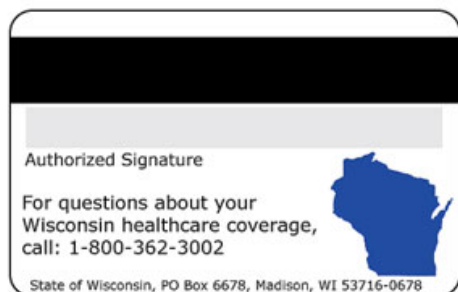 Authorized Signature
For questions about your
Wisconsin healthcare coverage,
call: 1-800-362-3002
State of Wisconsin, PO Box 6678, Madison, WI 53716-0678